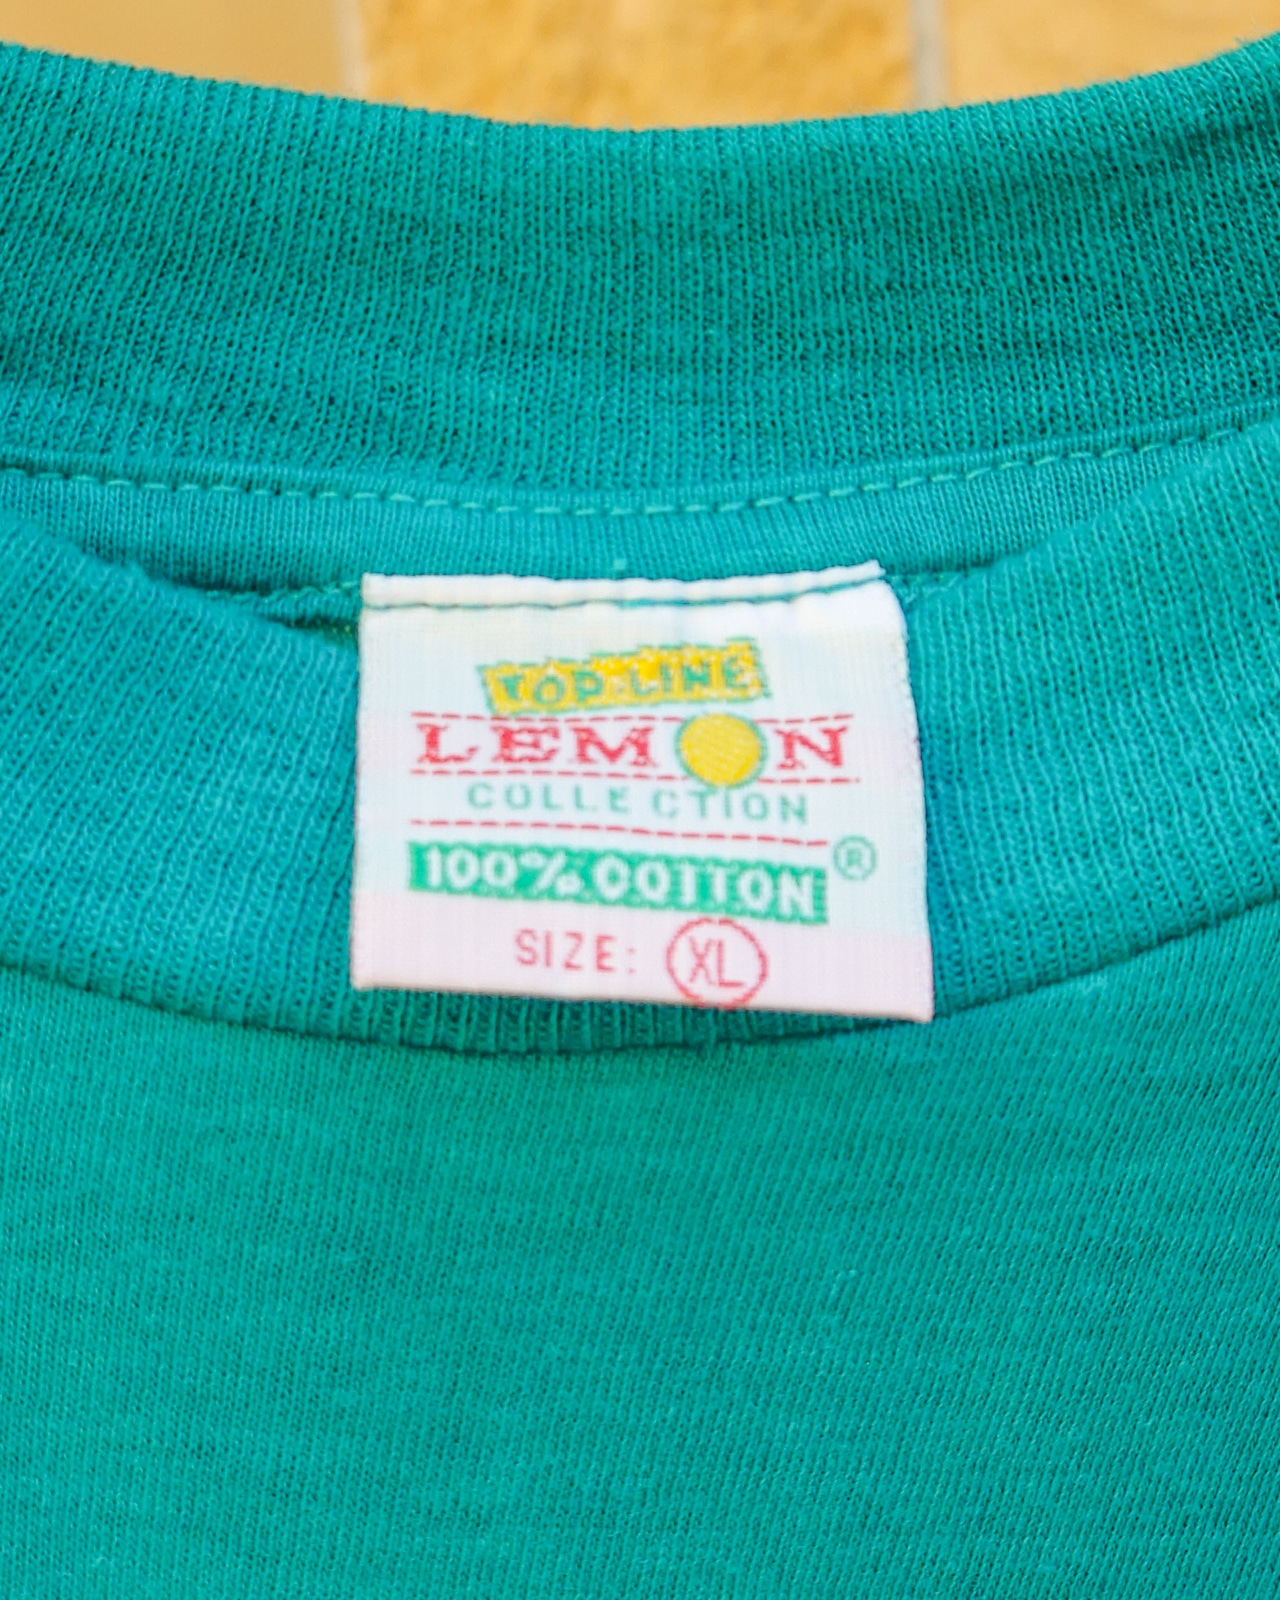 TOP-LINE
LEMON
COLLECTION
100% COTTON ®
SIZE: XL